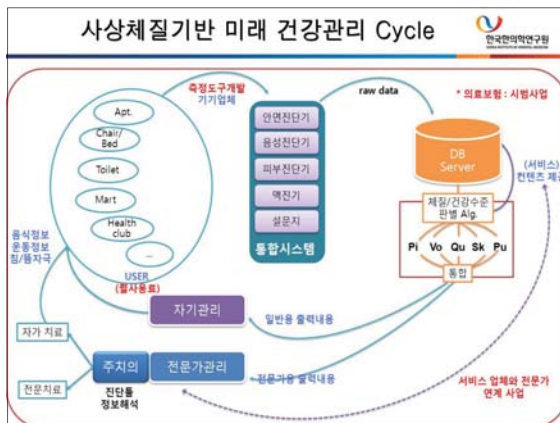 사상체질기반 미래 건강관리 Cycle
한국한의학연구원
KOREA INSTITUTE OF ORIENTAL MEDICINE
측정도구개발
기기업체
raw data
* 의료보험 : 시범사업
Apt.
Chair/
Bed
Toilet
Mart
Health
club
...
USER
(월사용료)
안면진단기
음성진단기
피부진단기
맥진기
설문지
통합시스템
DB
Server
(서비스)
컨텐츠 제공
체질/건강수준
판별 Alg.
Pi Vo Qu Sk Pu
통합
음식정보
운동정보
침/뜸자극
자기관리
일반용 출력내용
자가 치료
주치의
전문가관리
전문가용 출력내용
전문치료
진단툴
정보해석
서비스 업체와 전문가
연계 사업